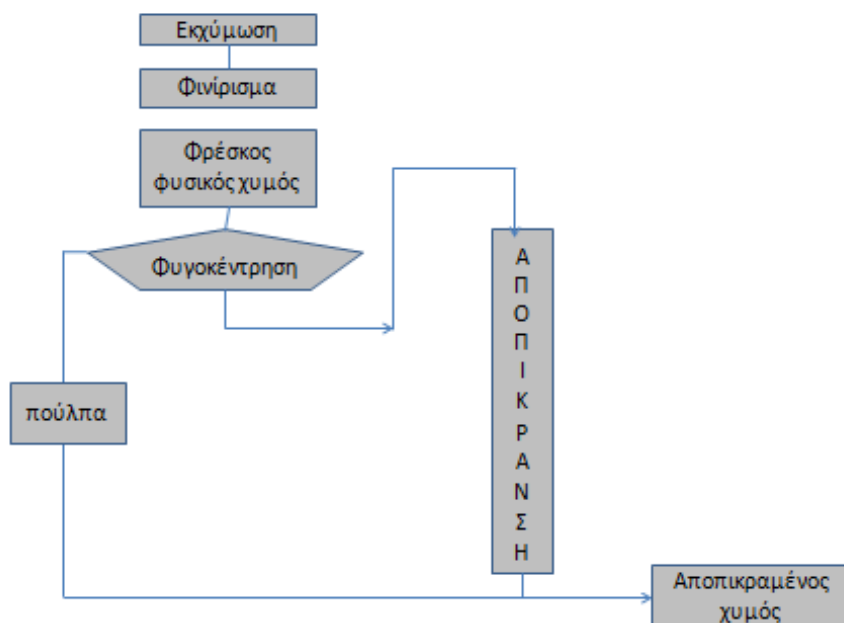 Εκχύμωση
Φινίρισμα
Φρέσκος
φυσικός χυμός
Φυγοκέντρηση
πούλπα
Α
Π
Ο
Π
Ι
Κ
Ρ
Α
Ν
Σ
Η
Αποπικραμένος
χυμός